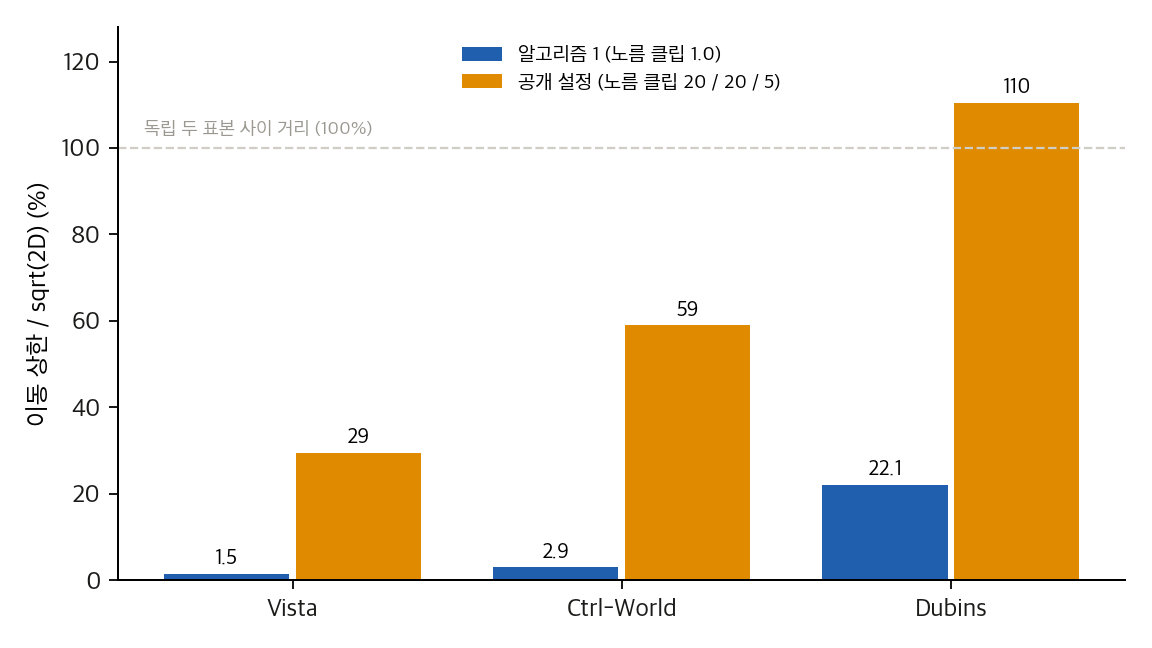 알고리즘 1 (노름 클립 1.0)
공개 설정 (노름 클립 20 / 20 / 5)
독립 두 표본 사이 거리 (100%)
이동 상한 / sqrt(2D) (%)
120
100
80
60
40
20
0
1.5
29
2.9
59
22.1
110
Vista
Ctrl-World
Dubins